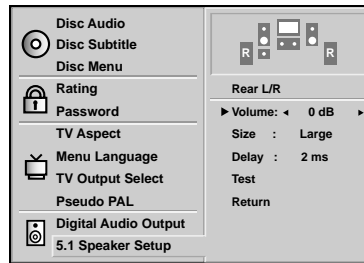 Disc Audio
Disc Subtitle
Disc Menu
Rating
Password
TV Aspect
Menu Language
TV Output Select
Pseudo PAL
Digital Audio Output
5.1 Speaker Setup
R R
Rear L/R
Volume: 0 dB
Size : Large
Delay : 2 ms
Test
Return